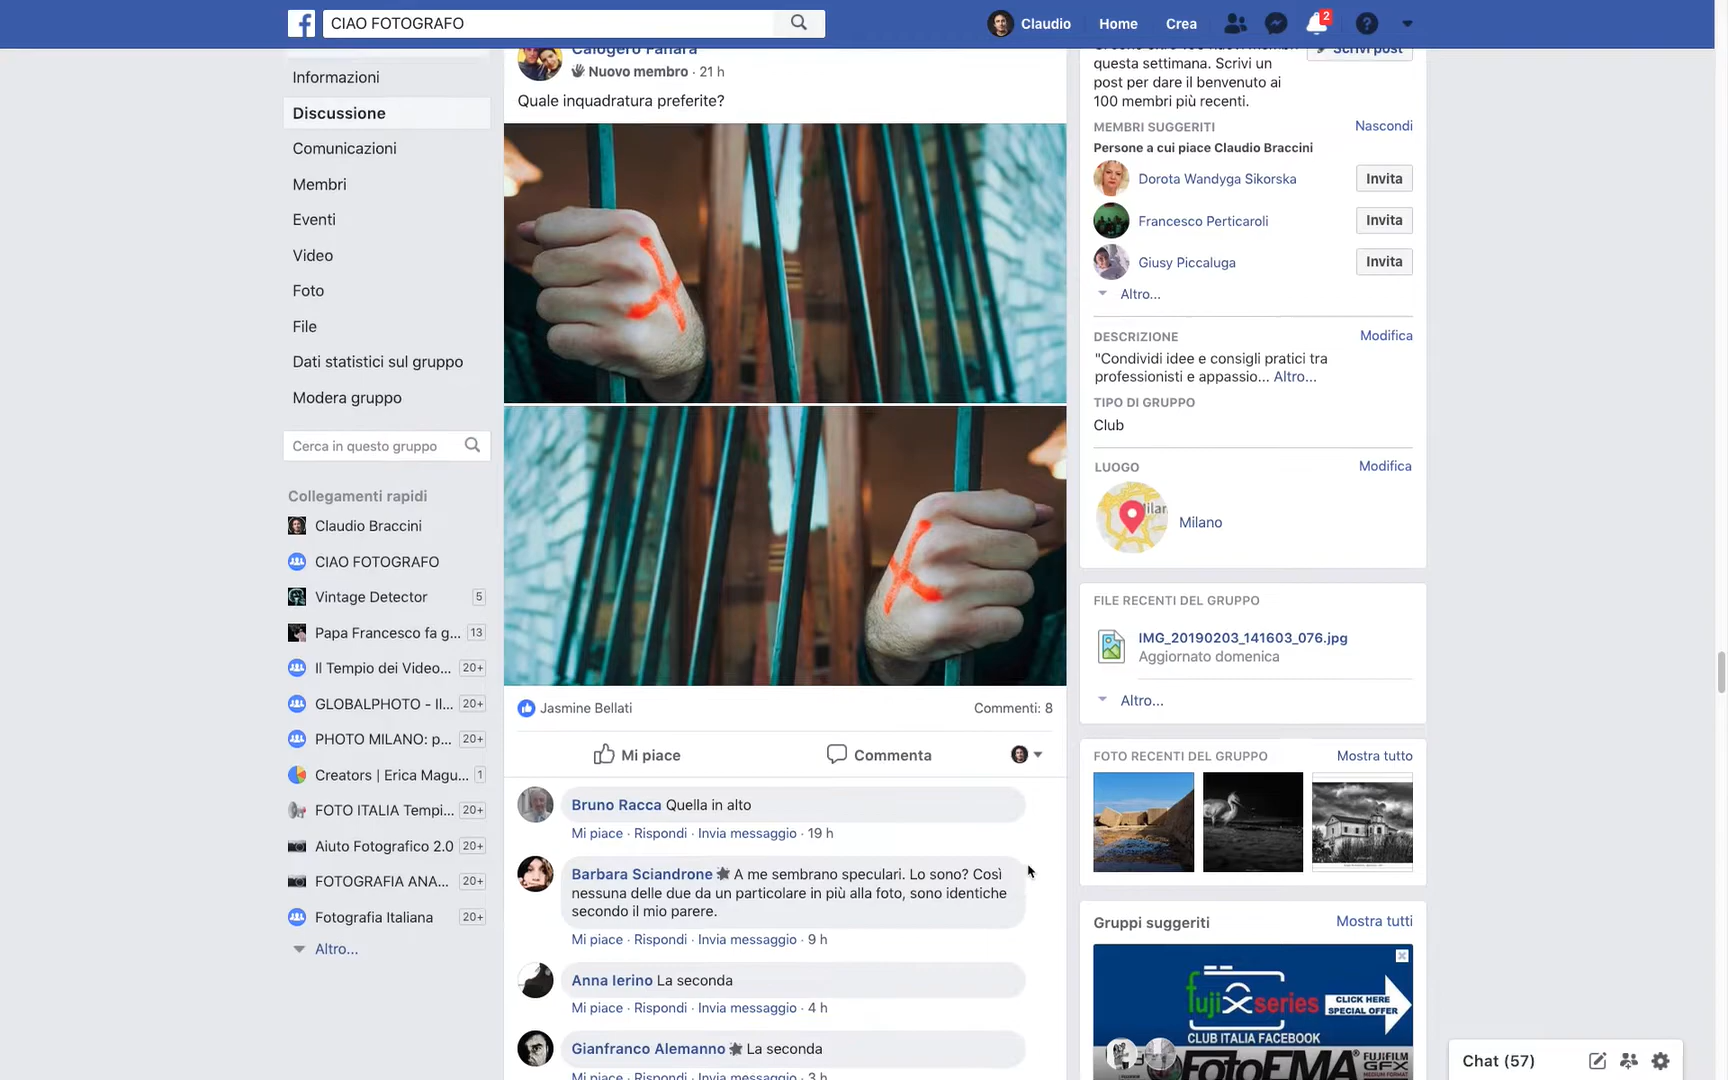 CIAO FOTOGRAFO
Claudio
Home
Crea
2
Informazioni
Discussione
Comunicazioni
Membri
Eventi
Video
Foto
File
Dati statistici sul gruppo
Modera gruppo
Cerca in questo gruppo
Collegamenti rapidi
Claudio Braccini
CIAO FOTOGRAFO
Vintage Detector 5
Papa Francesco fa g... 13
Il Tempio dei Video... 20+
GLOBALPHOTO - Il... 20+
PHOTO MILANO: p... 20+
Creators | Erica Magu... 1
FOTO ITALIA Tempi... 20+
Aiuto Fotografico 2.0 20+
FOTOGRAFIA ANA... 20+
Fotografia Italiana 20+
Altro...
Calogero Fanara
Nuovo membro · 21 h
Quale inquadratura preferite?
Jasmine Bellati
Commenti: 8
Mi piace
Commenta
Bruno Racca Quella in alto
Mi piace · Rispondi · Invia messaggio · 19 h
Barbara Sciandrone A me sembrano speculari. Lo sono? Così
nessuna delle due da un particolare in più alla foto, sono identiche
secondo il mio parere.
Mi piace · Rispondi · Invia messaggio · 9 h
Anna Ierino La seconda
Mi piace · Rispondi · Invia messaggio · 4 h
Gianfranco Alemanno La seconda
Mi piace · Rispondi · Invia messaggio · 3 h
Scrivi post
questa settimana. Scrivi un
post per dare il benvenuto ai
100 membri più recenti.
MEMBRI SUGGERITI
Nascondi
Persone a cui piace Claudio Braccini
Dorota Wandyga Sikorska
Invita
Francesco Perticaroli
Invita
Giusy Piccaluga
Invita
Altro...
DESCRIZIONE
Modifica
"Condividi idee e consigli pratici tra
professionisti e appassio... Altro...
TIPO DI GRUPPO
Club
LUOGO
Modifica
Milano
FILE RECENTI DEL GRUPPO
IMG_20190203_141603_076.jpg
Aggiornato domenica
Altro...
FOTO RECENTI DEL GRUPPO
Mostra tutto
Gruppi suggeriti
Mostra tutti
fuji x series
CLICK HERE
SPECIAL OFFER
CLUB ITALIA FACEBOOK
FotoEMA
FUJIFILM
GFX
MEDIUM FORMAT
Chat (57)